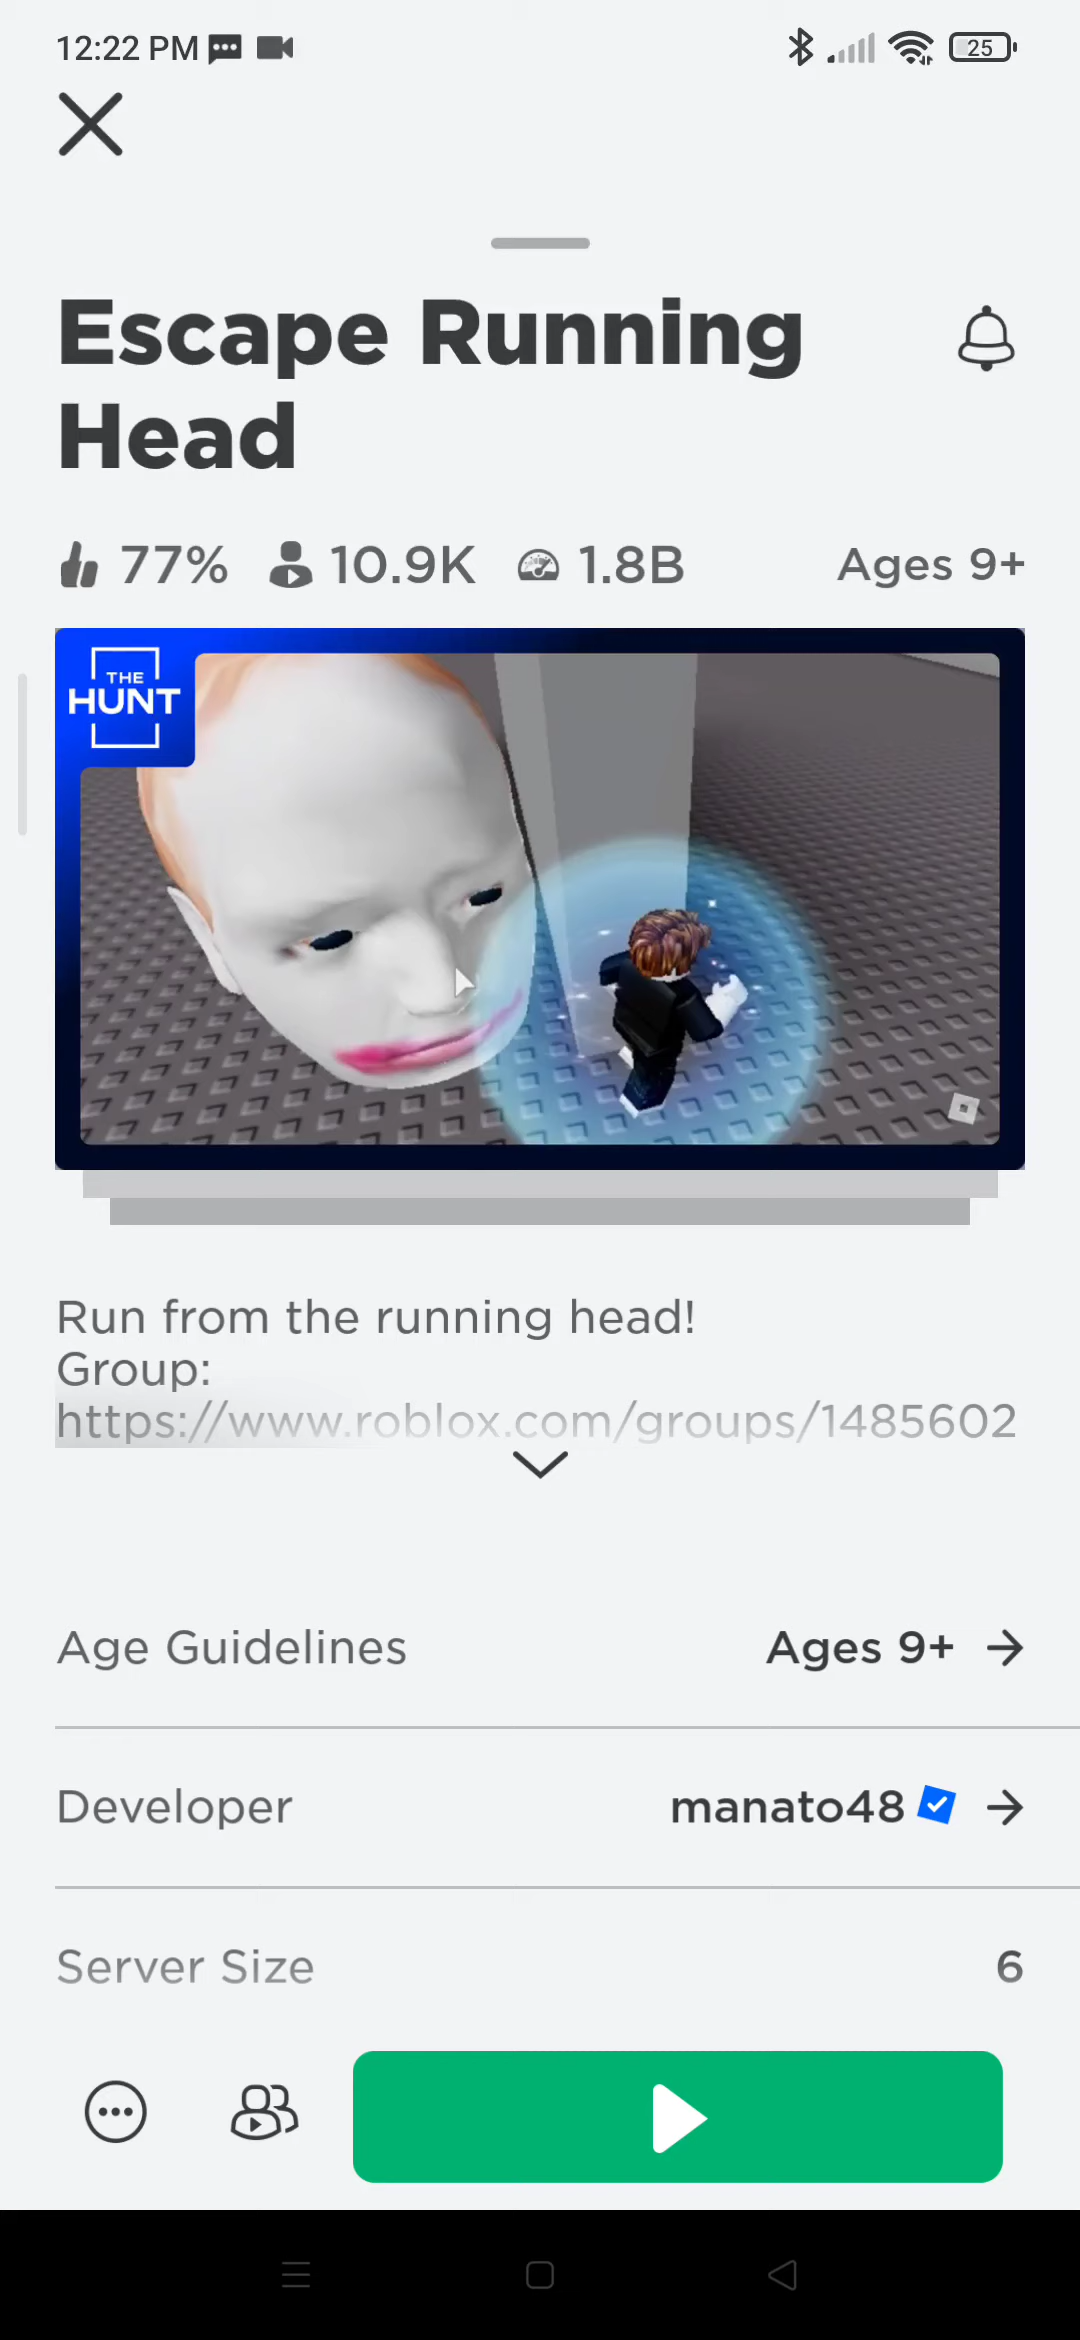 12:22 PM
25
Escape Running
Head
77% 10.9K 1.8B Ages 9+
THE
HUNT
Run from the running head!
Group:
https://www.roblox.com/groups/1485602
Age Guidelines Ages 9+
Developer manato48
Server Size 6